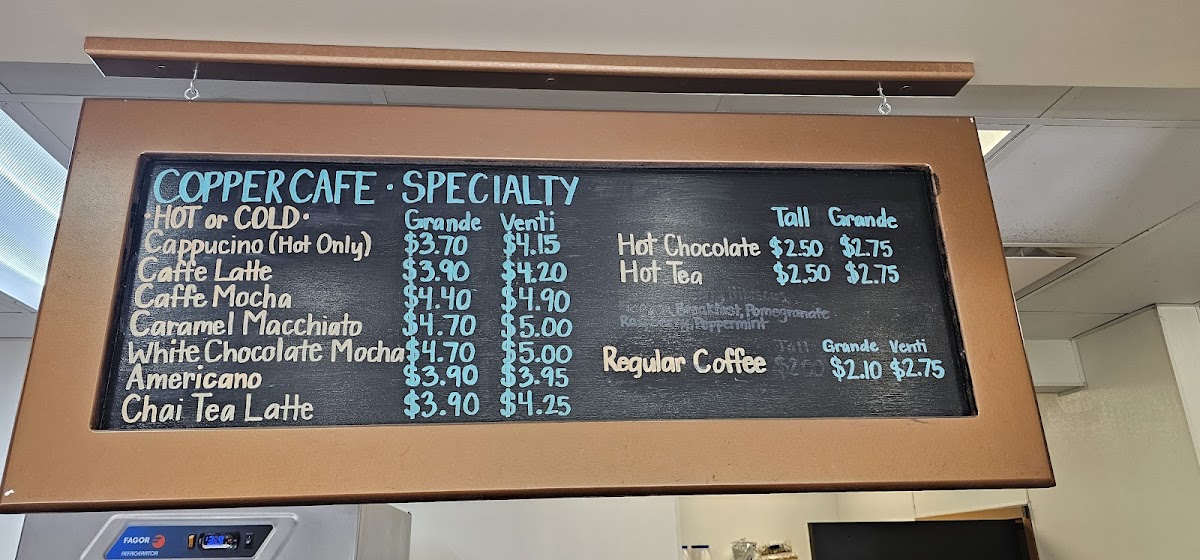 COPPER CAFE · SPECIALTY
·HOT or COLD· Grande Venti
Cappucino (Hot Only) $3.70 $4.15
Caffe Latte $3.90 $4.20
Caffe Mocha $4.40 $4.90
Caramel Macchiato $4.70 $5.00
White Chocolate Mocha $4.70 $5.00
Americano $3.90 $3.95
Chai Tea Latte $3.90 $4.25
Tall Grande
Hot Chocolate $2.50 $2.75
Hot Tea $2.50 $2.75
Breakfast, Pomegranate
Peppermint
Tall Grande Venti
Regular Coffee $2.00 $2.10 $2.75
FAGOR
REFRIGERATOR